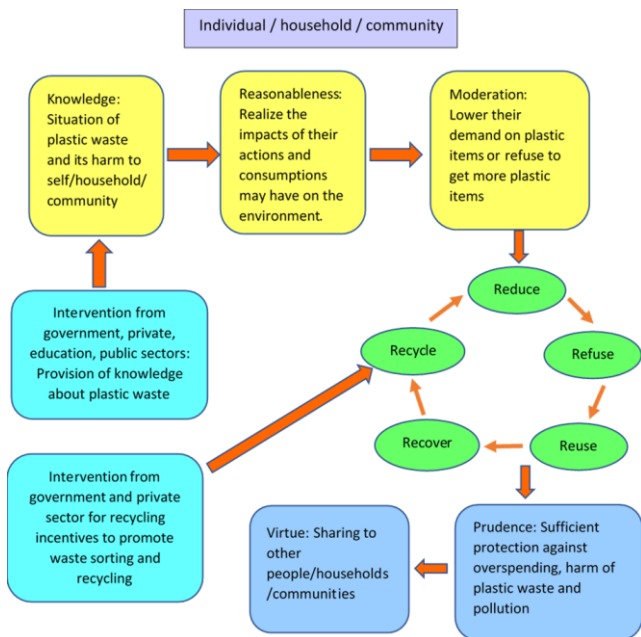 Individual / household / community
Knowledge:
Situation of
plastic waste
and its harm to
self/household/
community
Reasonableness:
Realize the
impacts of their
actions and
consumptions
may have on the
environment.
Moderation:
Lower their
demand on plastic
items or refuse to
get more plastic
items
Intervention from
government, private,
education, public sectors:
Provision of knowledge
about plastic waste
Reduce
Refuse
Reuse
Recover
Recycle
Intervention from
government and private
sector for recycling
incentives to promote
waste sorting and
recycling
Virtue: Sharing to
other
people/households
/communities
Prudence: Sufficient
protection against
overspending, harm of
plastic waste and
pollution